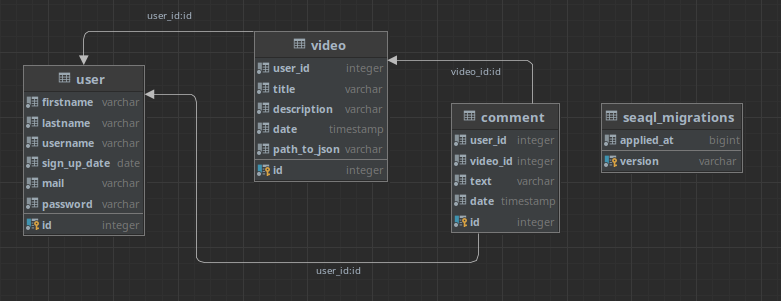 user_id:id
user
firstname varchar
lastname varchar
username varchar
sign_up_date date
mail varchar
password varchar
id integer
video
user_id integer
title varchar
description varchar
date timestamp
path_to_json varchar
id integer
video_id:id
comment
user_id integer
video_id integer
text varchar
date timestamp
id integer
seaql_migrations
applied_at bigint
version varchar
user_id:id